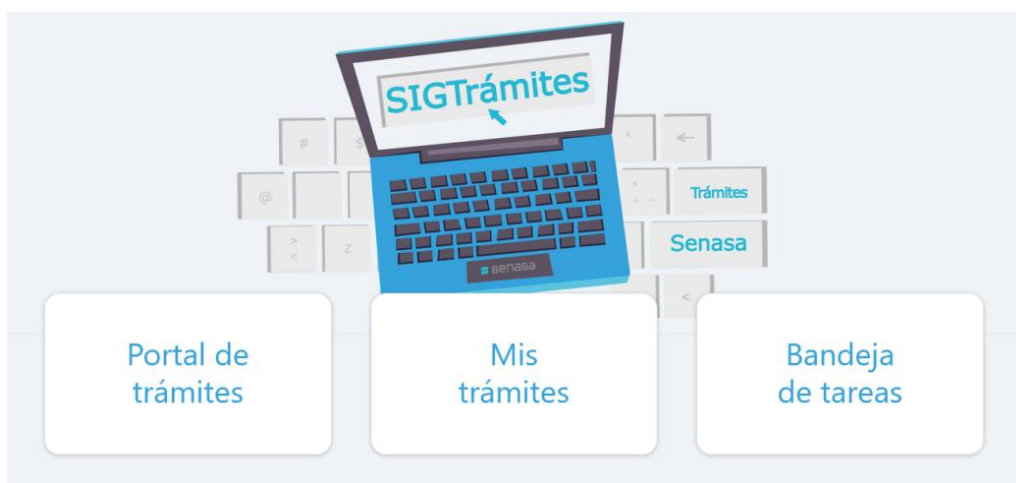 SIGTrámites
#
$
@
Trámites
>
<
Z
Senasa
senasa
<
Portal de
trámites
Mis
trámites
Bandeja
de tareas